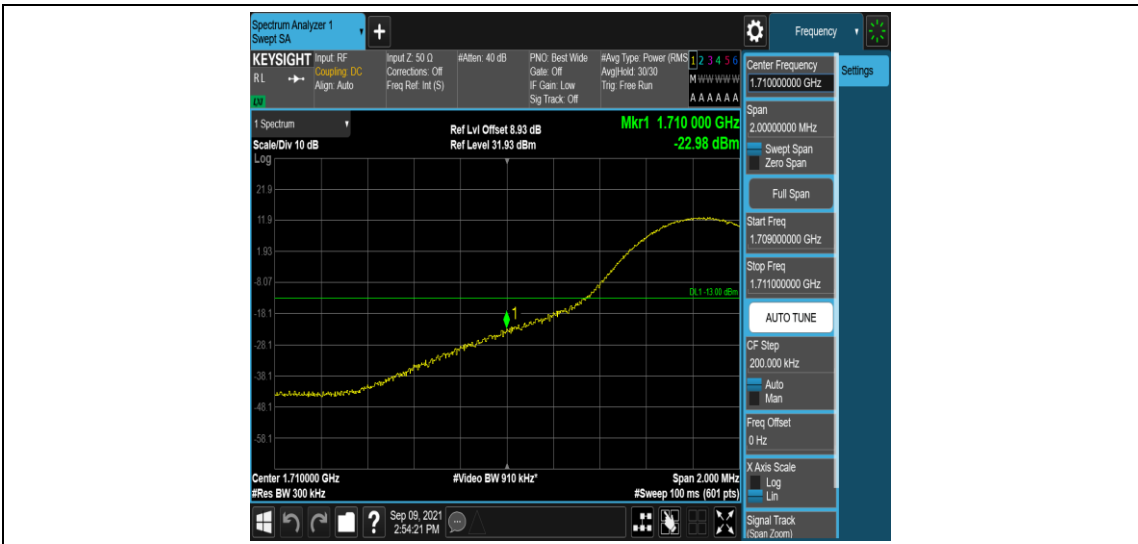 Spectrum Analyzer 1
Swept SA
Frequency
KEYSIGHT
RL
LXI
Input: RF
Coupling: DC
Align: Auto
Input Z: 50 Ω
Corrections: Off
Freq Ref: Int (S)
#Atten: 40 dB
PNO: Best Wide
Gate: Off
IF Gain: Low
Sig Track: Off
#Avg Type: Power (RMS
Avg|Hold: 30/30
Trig: Free Run
1 2 3 4 5 6
M W W W W W
A A A A A A
1 Spectrum
Scale/Div 10 dB
Log
Ref Lvl Offset 8.93 dB
Ref Level 31.93 dBm
Mkr1 1.710 000 GHz
-22.98 dBm
21.9
11.9
1.93
-8.07
-18.1
-28.1
-38.1
-48.1
-58.1
DL1 -13.00 dBm
1
Center 1.710000 GHz
#Res BW 300 kHz
#Video BW 910 kHz*
Span 2.000 MHz
#Sweep 100 ms (601 pts)
Sep 09, 2021
2:54:21 PM
Center Frequency
1.710000000 GHz
Settings
Span
2.00000000 MHz
Swept Span
Zero Span
Full Span
Start Freq
1.709000000 GHz
Stop Freq
1.711000000 GHz
AUTO TUNE
CF Step
200.000 kHz
Auto
Man
Freq Offset
0 Hz
X Axis Scale
Log
Lin
Signal Track
(Span Zoom)